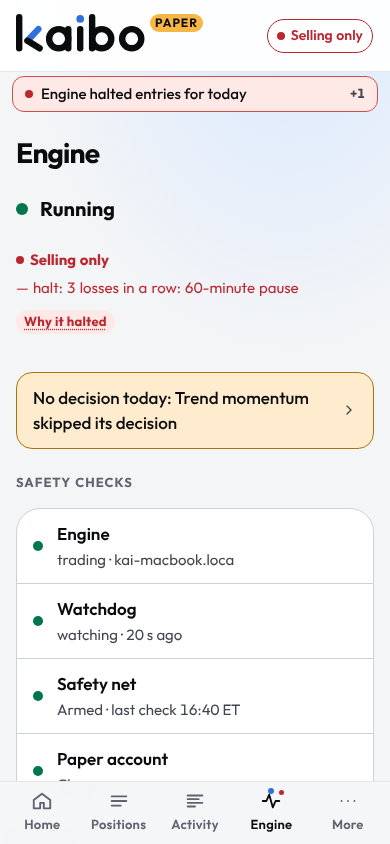 kaibo PAPER
Selling only
Engine halted entries for today +1
Engine
Running
Selling only
— halt: 3 losses in a row: 60-minute pause
Why it halted
No decision today: Trend momentum
skipped its decision
SAFETY CHECKS
Engine
trading · kai-macbook.loca
Watchdog
watching · 20 s ago
Safety net
Armed · last check 16:40 ET
Paper account
Home Positions Activity Engine More